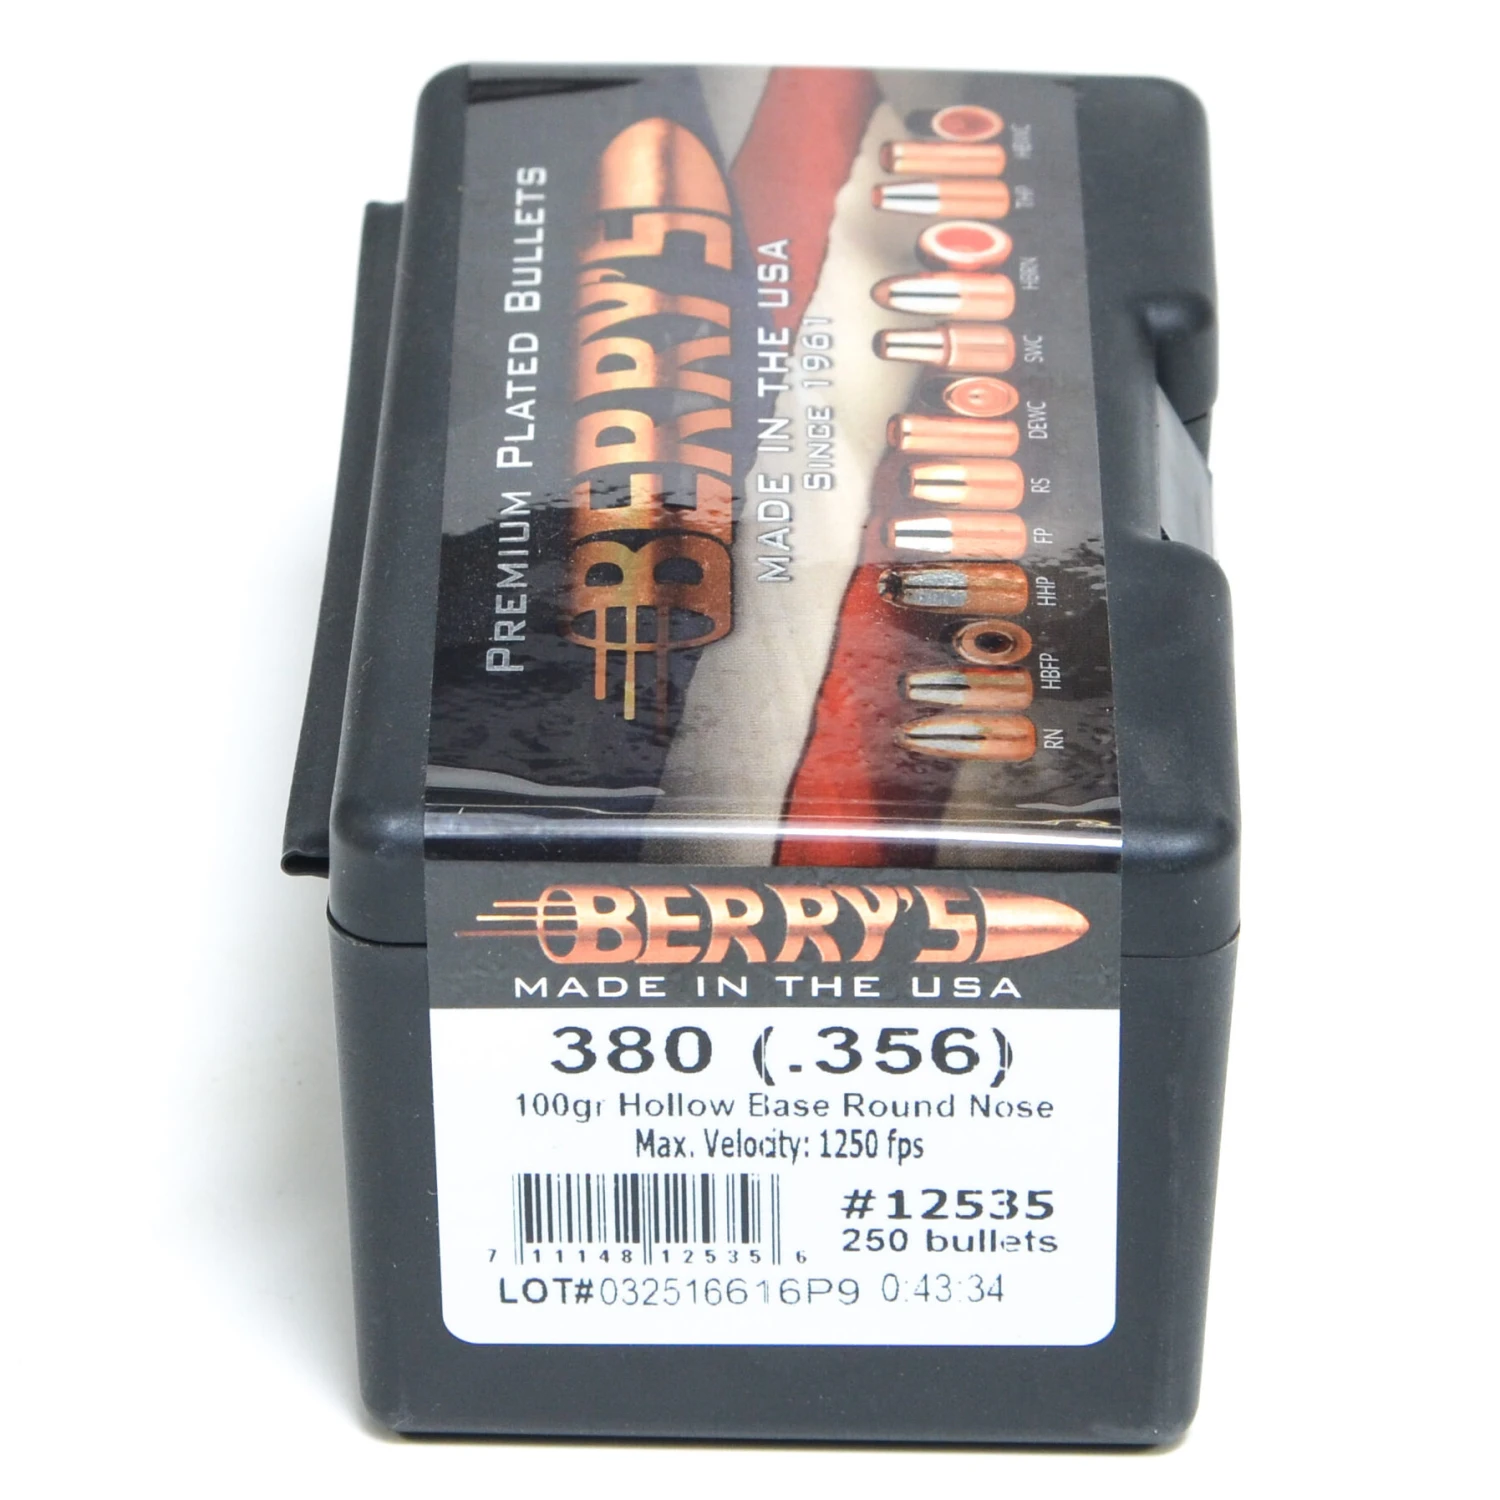 PREMIUM PLATED BULLETS
BERRY'S
MADE IN THE USA
SINCE 1961
RN
HBFP
HHP
FP
RS
DEWC
SWC
HBRN
THP
HBWC
BERRY'S
MADE IN THE USA
380 (.356)
100gr Hollow Base Round Nose
Max. Velocity: 1250 fps
#12535
250 bullets
7 11148 12535 6
LOT#032516616P9 0:43:34